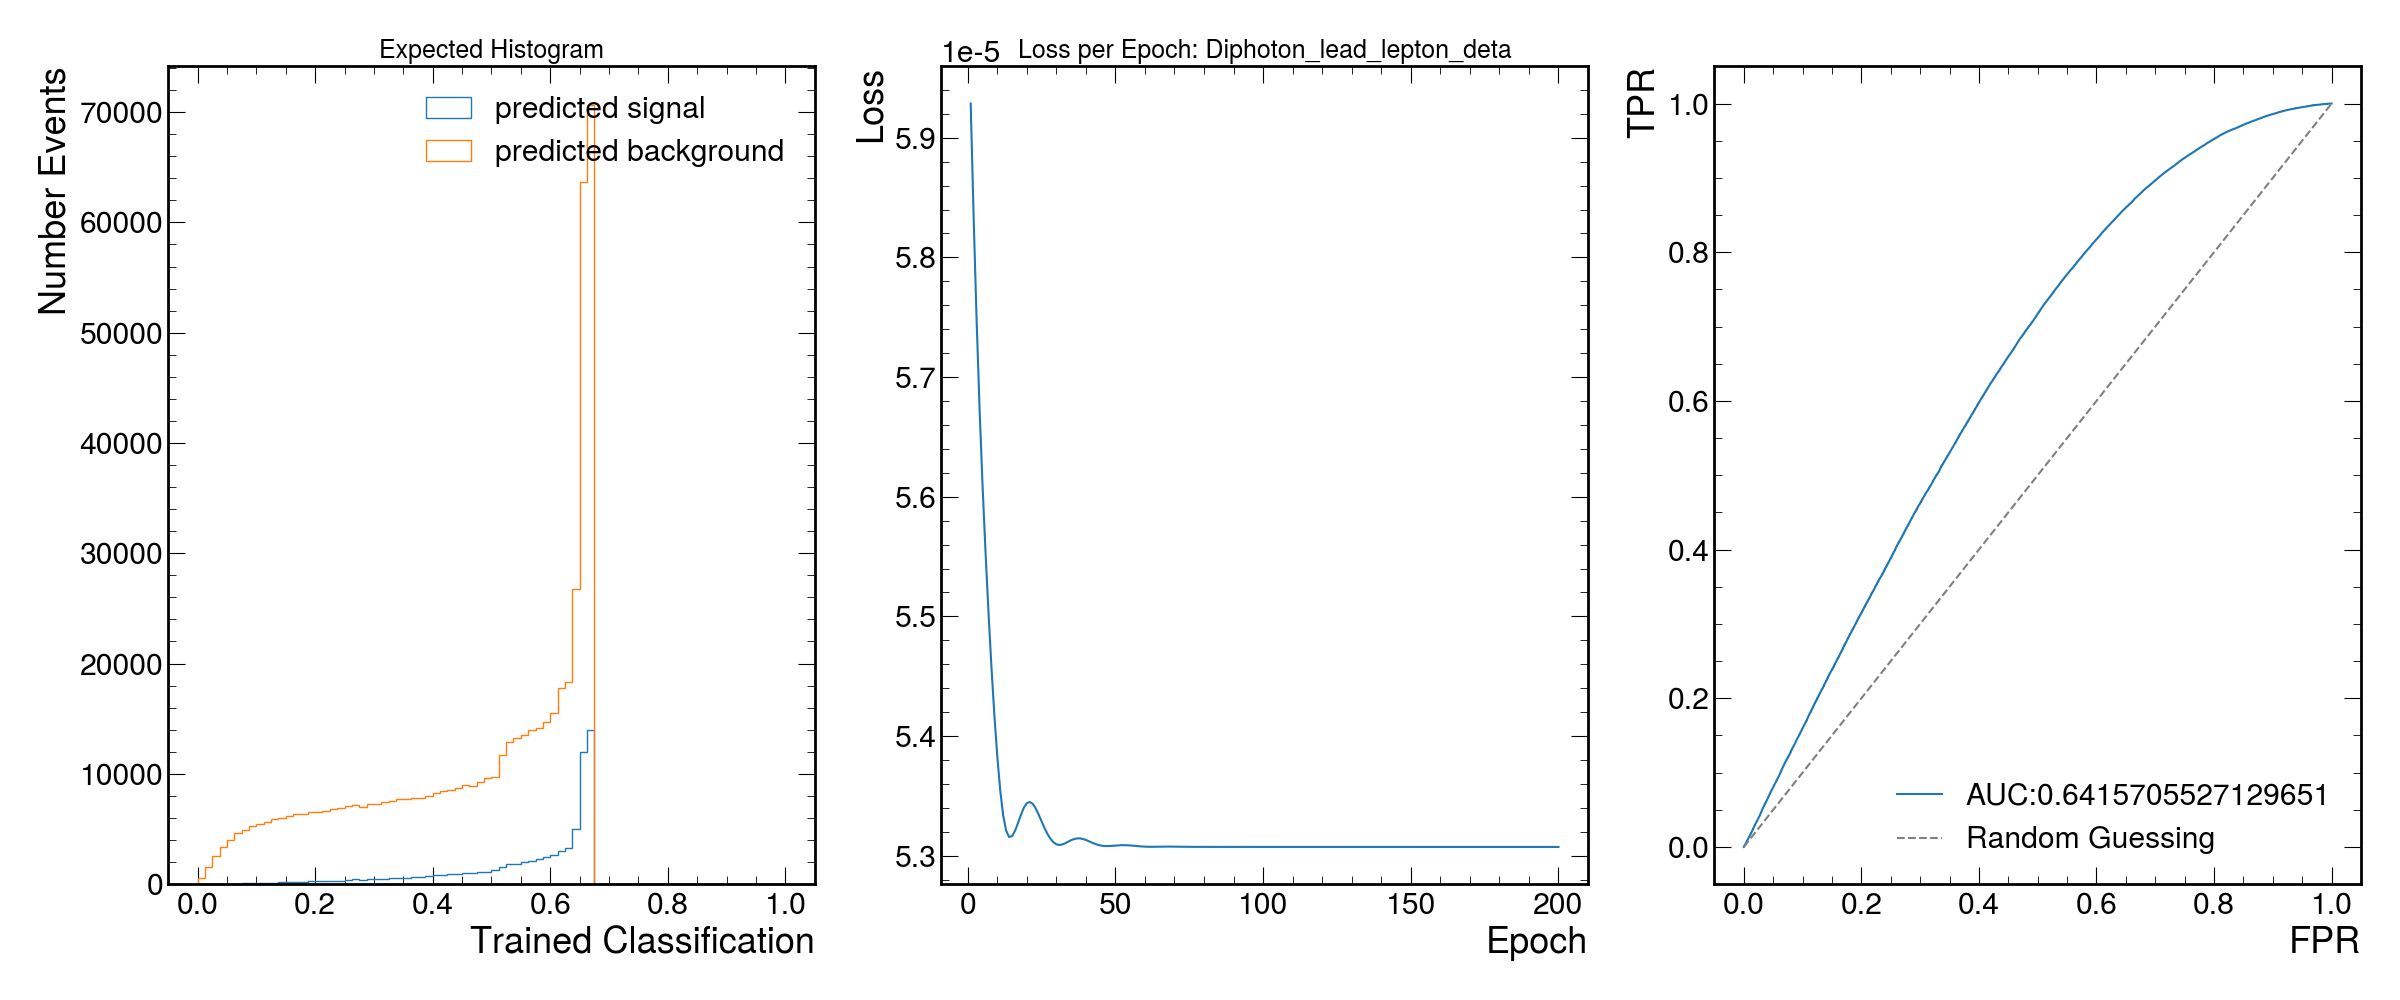 Expected Histogram
Number Events
70000
60000
50000
40000
30000
20000
10000
0
predicted signal
predicted background
0.0 0.2 0.4 0.6 0.8 1.0
Trained Classification
1e-5 Loss per Epoch: Diphoton_lead_lepton_deta
Loss
5.9
5.8
5.7
5.6
5.5
5.4
5.3
0 50 100 150 200
Epoch
TPR
1.0
0.8
0.6
0.4
0.2
0.0
AUC:0.6415705527129651
Random Guessing
0.0 0.2 0.4 0.6 0.8 1.0
FPR